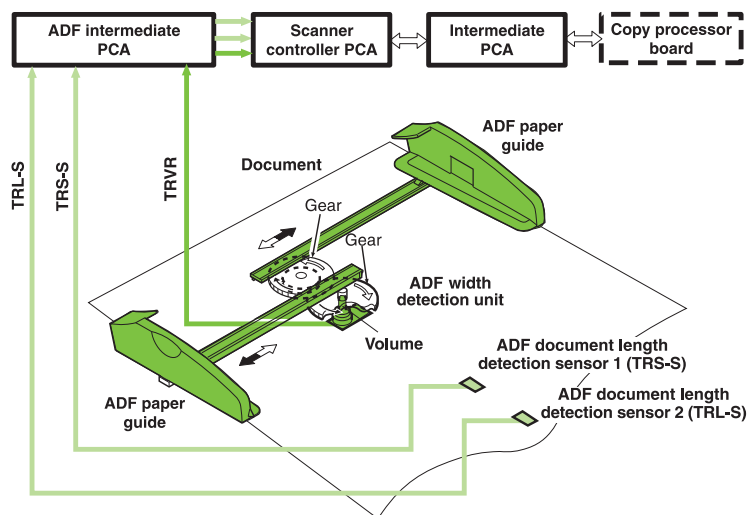 ADF intermediate
PCA
Scanner
controller PCA
Intermediate
PCA
Copy processor
board
TRL-S
TRS-S
TRVR
Document
ADF paper
guide
Gear
Gear
ADF width
detection unit
Volume
ADF document length
detection sensor 1 (TRS-S)
ADF document length
detection sensor 2 (TRL-S)
ADF paper
guide